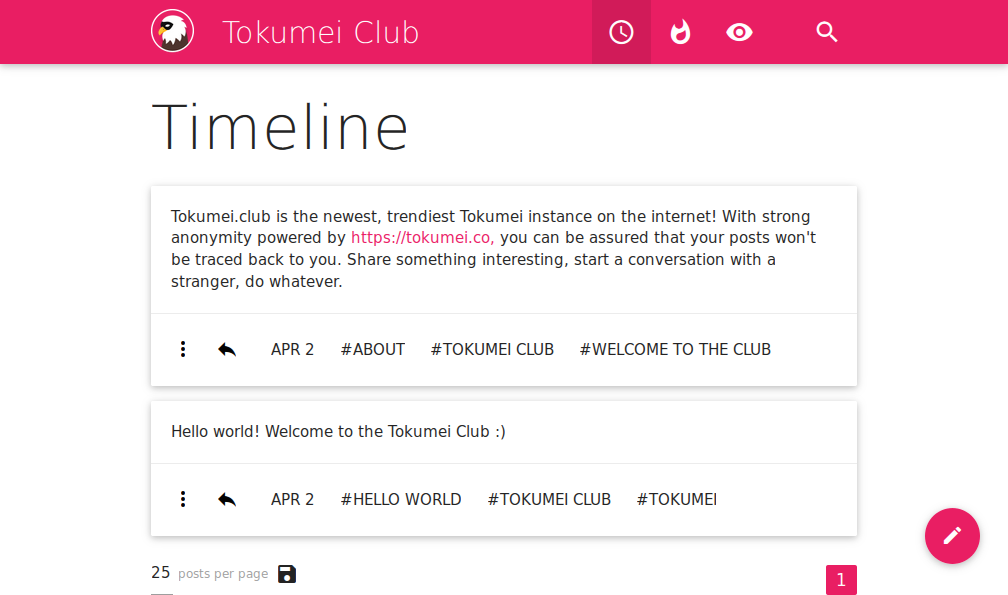 Tokumei Club
Timeline
Tokumei.club is the newest, trendiest Tokumei instance on the internet! With strong
anonymity powered by https://tokumei.co, you can be assured that your posts won't
be traced back to you. Share something interesting, start a conversation with a
stranger, do whatever.
APR 2 #ABOUT #TOKUMEI CLUB #WELCOME TO THE CLUB
Hello world! Welcome to the Tokumei Club :)
APR 2 #HELLO WORLD #TOKUMEI CLUB #TOKUMEI
25 posts per page 1